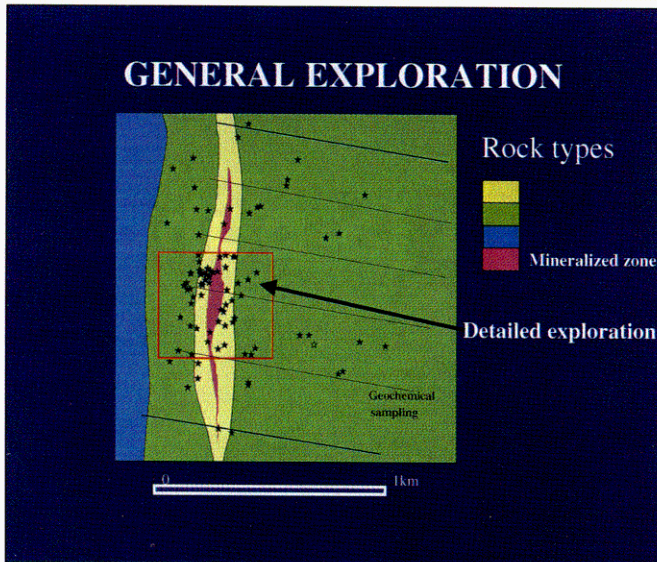 GENERAL EXPLORATION
Rock types
Mineralized zone
Detailed exploration
Geochemical
sampling
0
1km